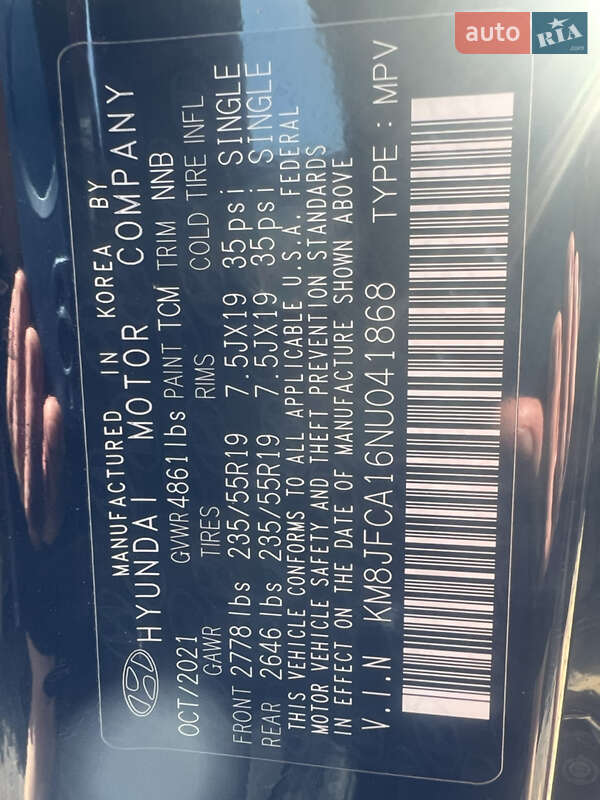 auto RIA .com
MANUFACTURED IN KOREA BY
HYUNDAI MOTOR COMPANY
OCT/2021 GVWR 4861 lbs PAINT TCM TRIM NNB
GAWR TIRES RIMS COLD TIRE INFL
FRONT 2778 lbs 235/55R19 7.5JX19 35psi SINGLE
REAR 2646 lbs 235/55R19 7.5JX19 35psi SINGLE
THIS VEHICLE CONFORMS TO ALL APPLICABLE U.S.A. FEDERAL
MOTOR VEHICLE SAFETY AND THEFT PREVENTION STANDARDS
IN EFFECT ON THE DATE OF MANUFACTURE SHOWN ABOVE
V.I.N KM8JFCA16NU041868 TYPE : MPV